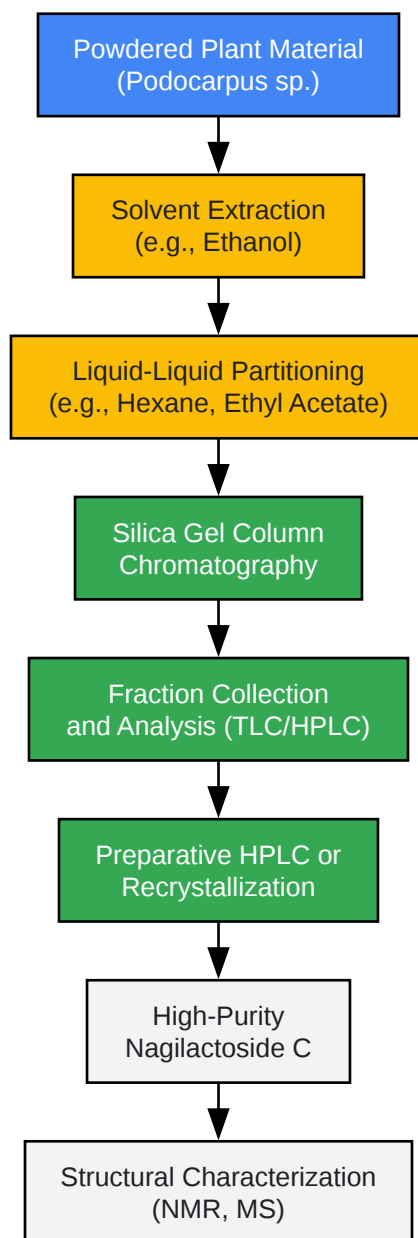 Powdered Plant Material
(Podocarpus sp.)
Solvent Extraction
(e.g., Ethanol)
Liquid-Liquid Partitioning
(e.g., Hexane, Ethyl Acetate)
Silica Gel Column
Chromatography
Fraction Collection
and Analysis (TLC/HPLC)
Preparative HPLC or
Recrystallization
High-Purity
Nagilactoside C
Structural Characterization
(NMR, MS)